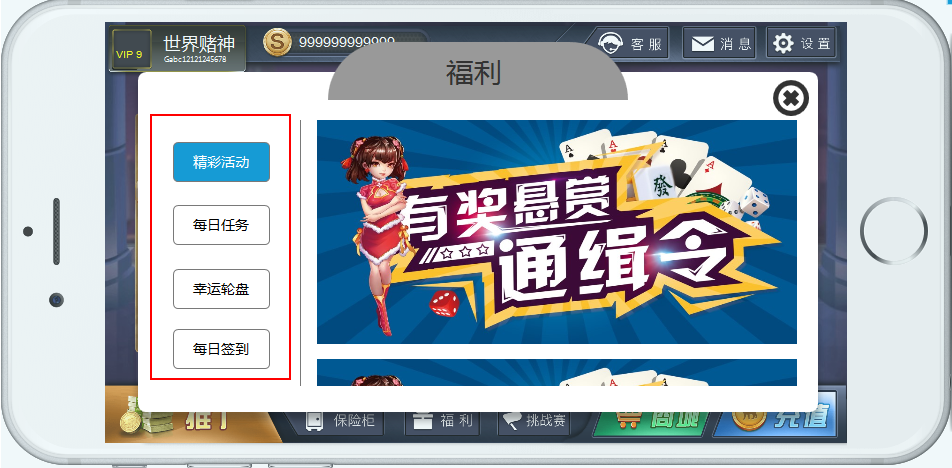 VIP 9
世界赌神
Gabc12121245678
S
999999999999
客服
消息
设置
福利
精彩活动
每日任务
幸运轮盘
每日签到
有奖悬赏
通缉令
A
A
A
發
保险柜
福利
挑战赛
商城
充值